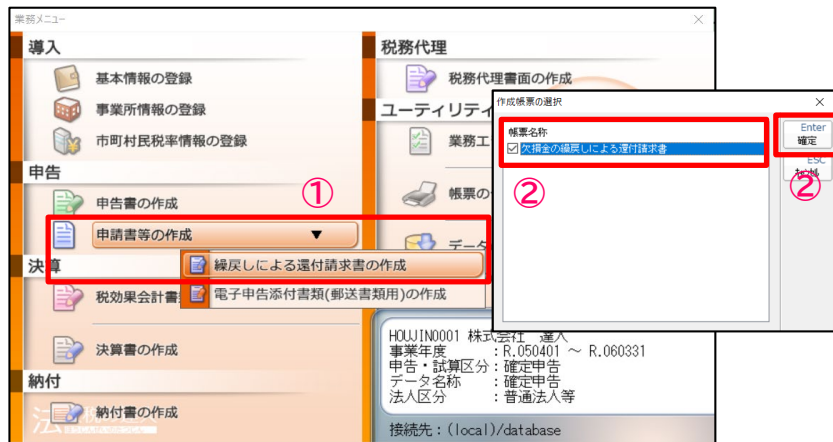 業務メニュー
導入
基本情報の登録
事業所情報の登録
市町村民税率情報の登録
申告
①
申告書の作成
申請書等の作成 ▼
繰戻しによる還付請求書の作成
電子申告添付書類(郵送書類用)の作成
決算
税効果会計書
決算書の作成
納付
納付書の作成
税務代理
税務代理書面の作成
ユーティリティ
業務エ
帳票の
データ
作成帳票の選択
帳票名称
欠損金の繰戻しによる還付請求書
②
Enter
確定
ESC
ｷｬﾝｾﾙ
②
HOUJIN0001 株式会社 達人
事業年度 : R.050401 ～ R.060331
申告・試算区分 : 確定申告
データ名称 : 確定申告
法人区分 : 普通法人等
接続先 : (local)/database